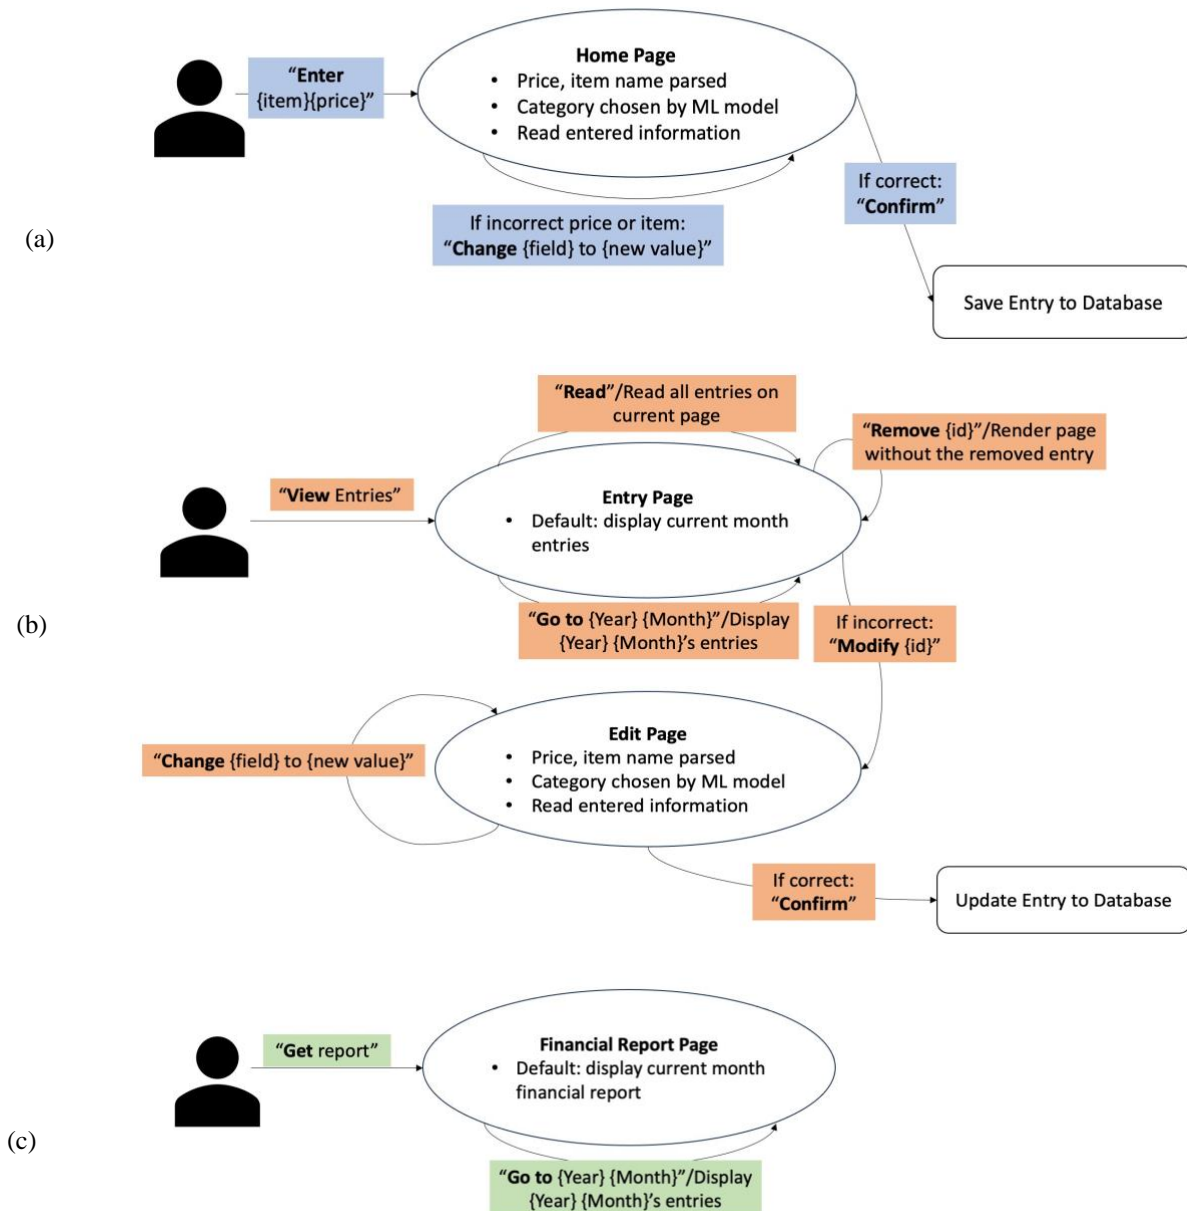 (a)
“Enter
{item}{price}”
Home Page
• Price, item name parsed
• Category chosen by ML model
• Read entered information
If incorrect price or item:
“Change {field} to {new value}”
If correct:
“Confirm”
Save Entry to Database
(b)
“View Entries”
“Read”/Read all entries on
current page
“Remove {id}”/Render page
without the removed entry
Entry Page
• Default: display current month
entries
“Go to {Year} {Month}”/Display
{Year} {Month}’s entries
If incorrect:
“Modify {id}”
“Change {field} to {new value}”
Edit Page
• Price, item name parsed
• Category chosen by ML model
• Read entered information
If correct:
“Confirm”
Update Entry to Database
(c)
“Get report”
Financial Report Page
• Default: display current month
financial report
“Go to {Year} {Month}”/Display
{Year} {Month}’s entries